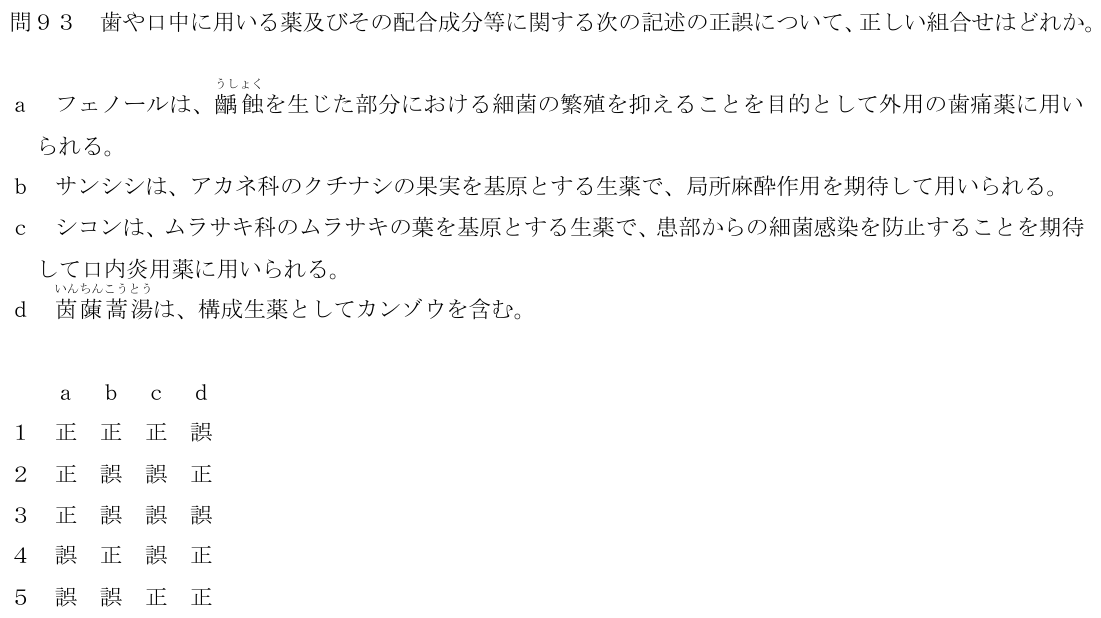 問９３　歯や口中に用いる薬及びその配合成分等に関する次の記述の正誤について、正しい組合せはどれか。
うしょく
ａ　フェノールは、齲蝕を生じた部分における細菌の繁殖を抑えることを目的として外用の歯痛薬に用い
られる。
ｂ　サンシシは、アカネ科のクチナシの果実を基原とする生薬で、局所麻酔作用を期待して用いられる。
ｃ　シコンは、ムラサキ科のムラサキの葉を基原とする生薬で、患部からの細菌感染を防止することを期待
して口内炎用薬に用いられる。
いんちんこうとう
ｄ　茵蔯蒿湯は、構成生薬としてカンゾウを含む。
ａ　ｂ　ｃ　ｄ
１　正　正　正　誤
２　正　誤　誤　正
３　正　誤　誤　誤
４　誤　正　誤　正
５　誤　誤　正　正